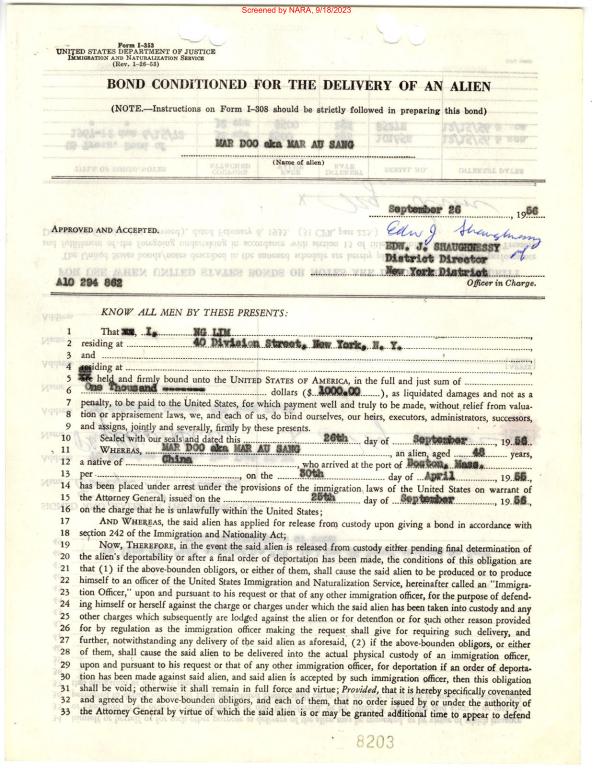 Screened by NARA, 9/18/2023
Form I-353
UNITED STATES DEPARTMENT OF JUSTICE
IMMIGRATION AND NATURALIZATION SERVICE
(Rev. 1-26-53)
BOND CONDITIONED FOR THE DELIVERY OF AN ALIEN
(NOTE.—Instructions on Form I-308 should be strictly followed in preparing this bond)
MAR DOO aka MAR AU SANG
(Name of alien)
September 26, 1956
APPROVED AND ACCEPTED.
Edw J. Shaughnessy
EDW. J. SHAUGHNESSY
District Director
New York District
A10 294 862
Officer in Charge.
KNOW ALL MEN BY THESE PRESENTS:
1 That I, NG LIM
2 residing at 40 Division Street, New York, N. Y.
3 and
4 residing at
5 held and firmly bound unto the UNITED STATES OF AMERICA, in the full and just sum of
6 One Thousand -------- dollars ($ 1000.00 ), as liquidated damages and not as a
7 penalty, to be paid to the United States, for which payment well and truly to be made, without relief from valua-
8 tion or appraisement laws, we, and each of us, do bind ourselves, our heirs, executors, administrators, successors,
9 and assigns, jointly and severally, firmly by these presents.
10 Sealed with our seals and dated this 26th day of September, 1956
11 WHEREAS, MAR DOO aka MAR AU SANG, an alien, aged 48 years,
12 a native of China, who arrived at the port of Boston, Mass.
13 per, on the 30th day of April, 1955,
14 has been placed under arrest under the provisions of the immigration laws of the United States on warrant of
15 the Attorney General, issued on the 25th day of September, 1956,
16 on the charge that he is unlawfully within the United States;
17 AND WHEREAS, the said alien has applied for release from custody upon giving a bond in accordance with
18 section 242 of the Immigration and Nationality Act;
19 NOW, THEREFORE, in the event the said alien is released from custody either pending final determination of
20 the alien's deportability or after a final order of deportation has been made, the conditions of this obligation are
21 that (1) if the above-bounden obligors, or either of them, shall cause the said alien to be produced or to produce
22 himself to an officer of the United States Immigration and Naturalization Service, hereinafter called an "Immigra-
23 tion Officer," upon and pursuant to his request or that of any other immigration officer, for the purpose of defend-
24 ing himself or herself against the charge or charges under which the said alien has been taken into custody and any
25 other charges which subsequently are lodged against the alien or for detention or for such other reason provided
26 for by regulation as the immigration officer making the request shall give for requiring such delivery, and
27 further, notwithstanding any delivery of the said alien as aforesaid, (2) if the above-bounden obligors, or either
28 of them, shall cause the said alien to be delivered into the actual physical custody of an immigration officer,
29 upon and pursuant to his request or that of any other immigration officer, for deportation if an order of deporta-
30 tion has been made against said alien, and said alien is accepted by such immigration officer, then this obligation
31 shall be void; otherwise it shall remain in full force and virtue; Provided, that it is hereby specifically covenanted
32 and agreed by the above-bounden obligors, and each of them, that no order issued by or under the authority of
33 the Attorney General by virtue of which the said alien is or may be granted additional time to appear to defend
8203